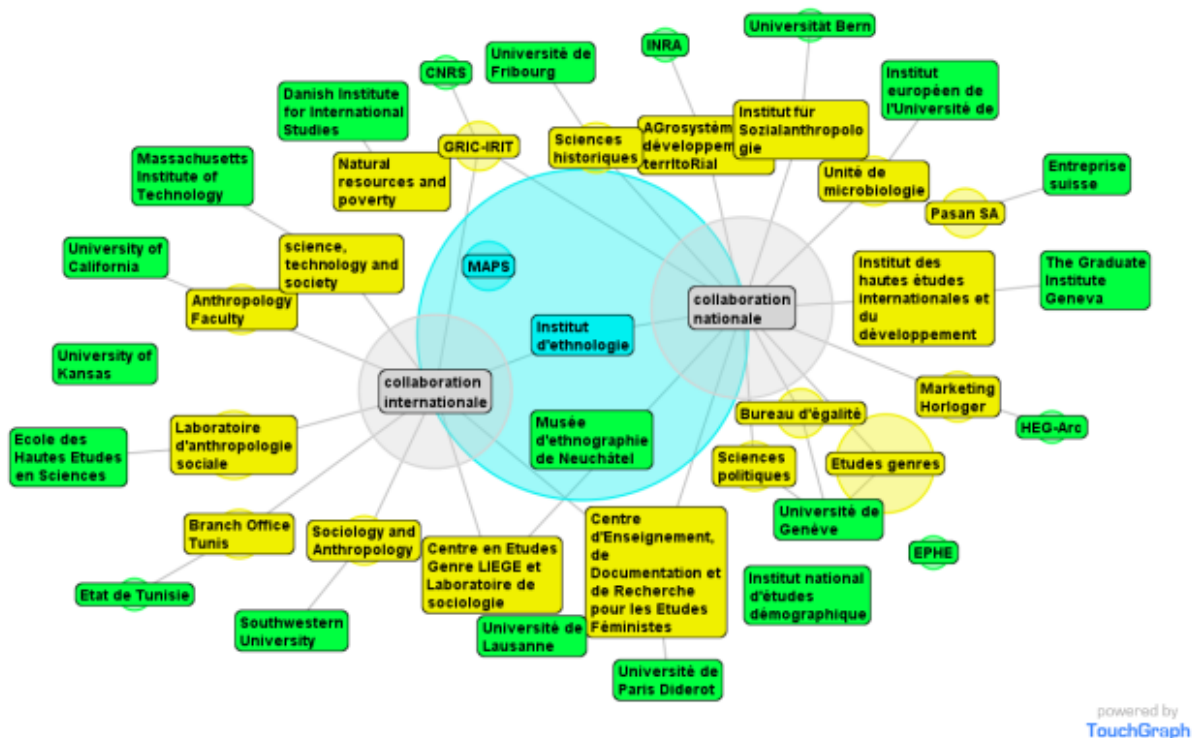 Universität Bern
INRA
Université de
Fribourg
CNRS
Institut
européen de
l'Université de
Danish Institute
for International
Studies
Institut für
Sozialanthropolo
gie
AGrosystèm
développem
territoRial
Sciences
historiques
GRIC-IRIT
Natural
resources and
poverty
Massachusetts
Institute of
Technology
Unité de
microbiologie
Entreprise
suisse
Pasan SA
University of
California
science,
technology and
society
MAPS
Institut des
hautes études
internationales et
du
développement
The Graduate
Institute
Geneva
Anthropology
Faculty
collaboration
nationale
Institut
d'ethnologie
University of
Kansas
collaboration
internationale
Marketing
Horloger
HEG-Arc
Bureau d'égalité
Musée
d'ethnographie
de Neuchâtel
Laboratoire
d'anthropologie
sociale
Ecole des
Hautes Etudes
en Sciences
Sciences
politiques
Etudes genres
Université de
Genève
Branch Office
Tunis
Sociology and
Anthropology
Centre en Etudes
Genre LIEGE et
Laboratoire de
sociologie
Centre
d'Enseignement,
de
Documentation et
de Recherche
pour les Etudes
Féministes
EPHE
Institut national
d'études
démographique
Etat de Tunisie
Southwestern
University
Université de
Lausanne
Université de
Paris Diderot
powered by
TouchGraph